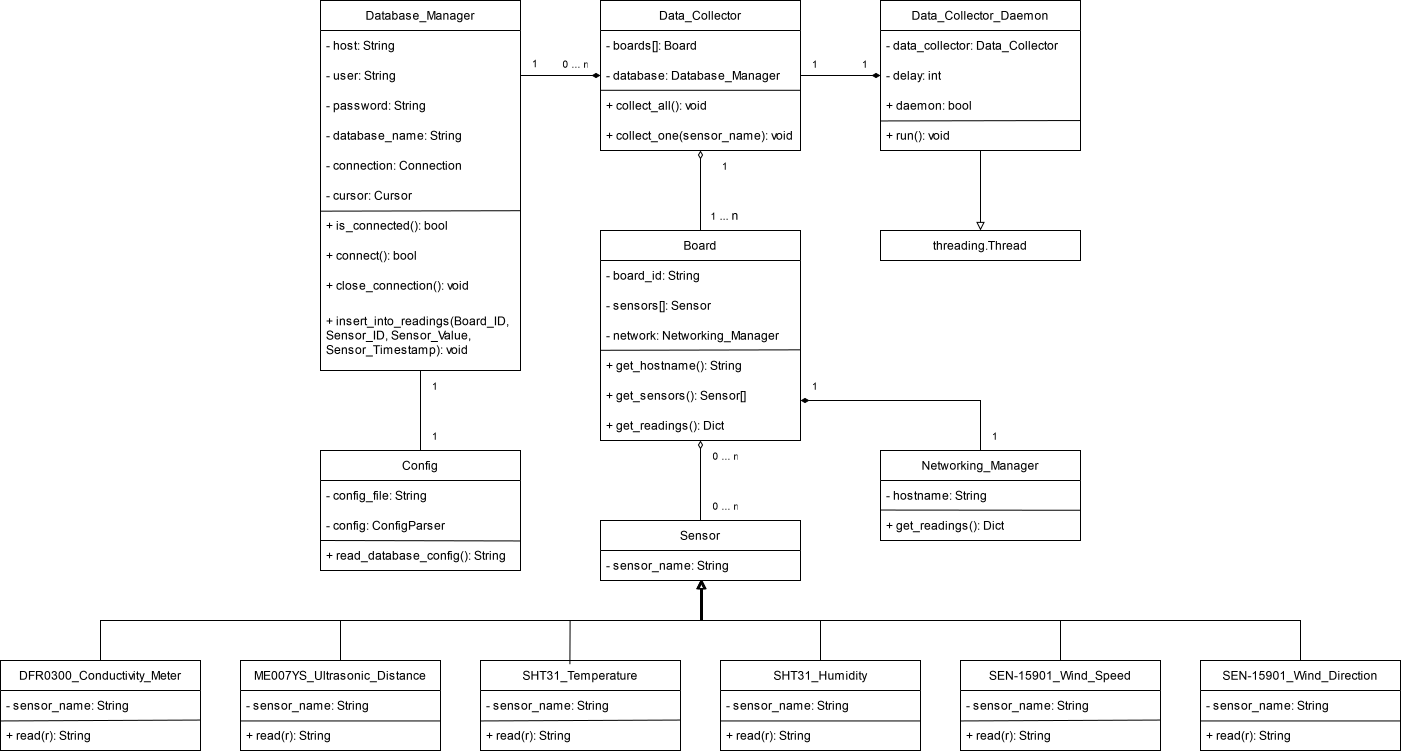 Database_Manager
- host: String
- user: String
- password: String
- database_name: String
- connection: Connection
- cursor: Cursor
+ is_connected(): bool
+ connect(): bool
+ close_connection(): void
+ insert_into_readings(Board_ID,
Sensor_ID, Sensor_Value,
Sensor_Timestamp): void
1
0 ... n
Data_Collector
- boards[]: Board
- database: Database_Manager
+ collect_all(): void
+ collect_one(sensor_name): void
1
1
Data_Collector_Daemon
- data_collector: Data_Collector
- delay: int
+ daemon: bool
+ run(): void
threading.Thread
1
1 ... n
Board
- board_id: String
- sensors[]: Sensor
- network: Networking_Manager
+ get_hostname(): String
+ get_sensors(): Sensor[]
+ get_readings(): Dict
1
1
Networking_Manager
- hostname: String
+ get_readings(): Dict
1
1
Config
- config_file: String
- config: ConfigParser
+ read_database_config(): String
0 ... n
0 ... n
Sensor
- sensor_name: String
DFR0300_Conductivity_Meter
- sensor_name: String
+ read(r): String
ME007YS_Ultrasonic_Distance
- sensor_name: String
+ read(r): String
SHT31_Temperature
- sensor_name: String
+ read(r): String
SHT31_Humidity
- sensor_name: String
+ read(r): String
SEN-15901_Wind_Speed
- sensor_name: String
+ read(r): String
SEN-15901_Wind_Direction
- sensor_name: String
+ read(r): String